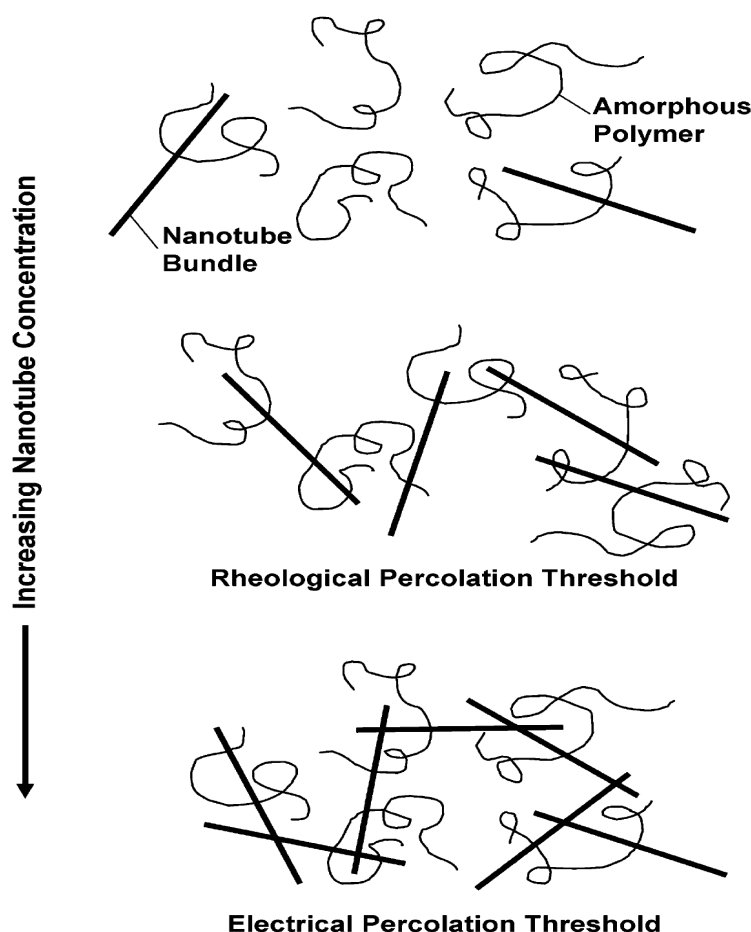 Amorphous
Polymer
Nanotube
Bundle
Increasing Nanotube Concentration
Rheological Percolation Threshold
Electrical Percolation Threshold